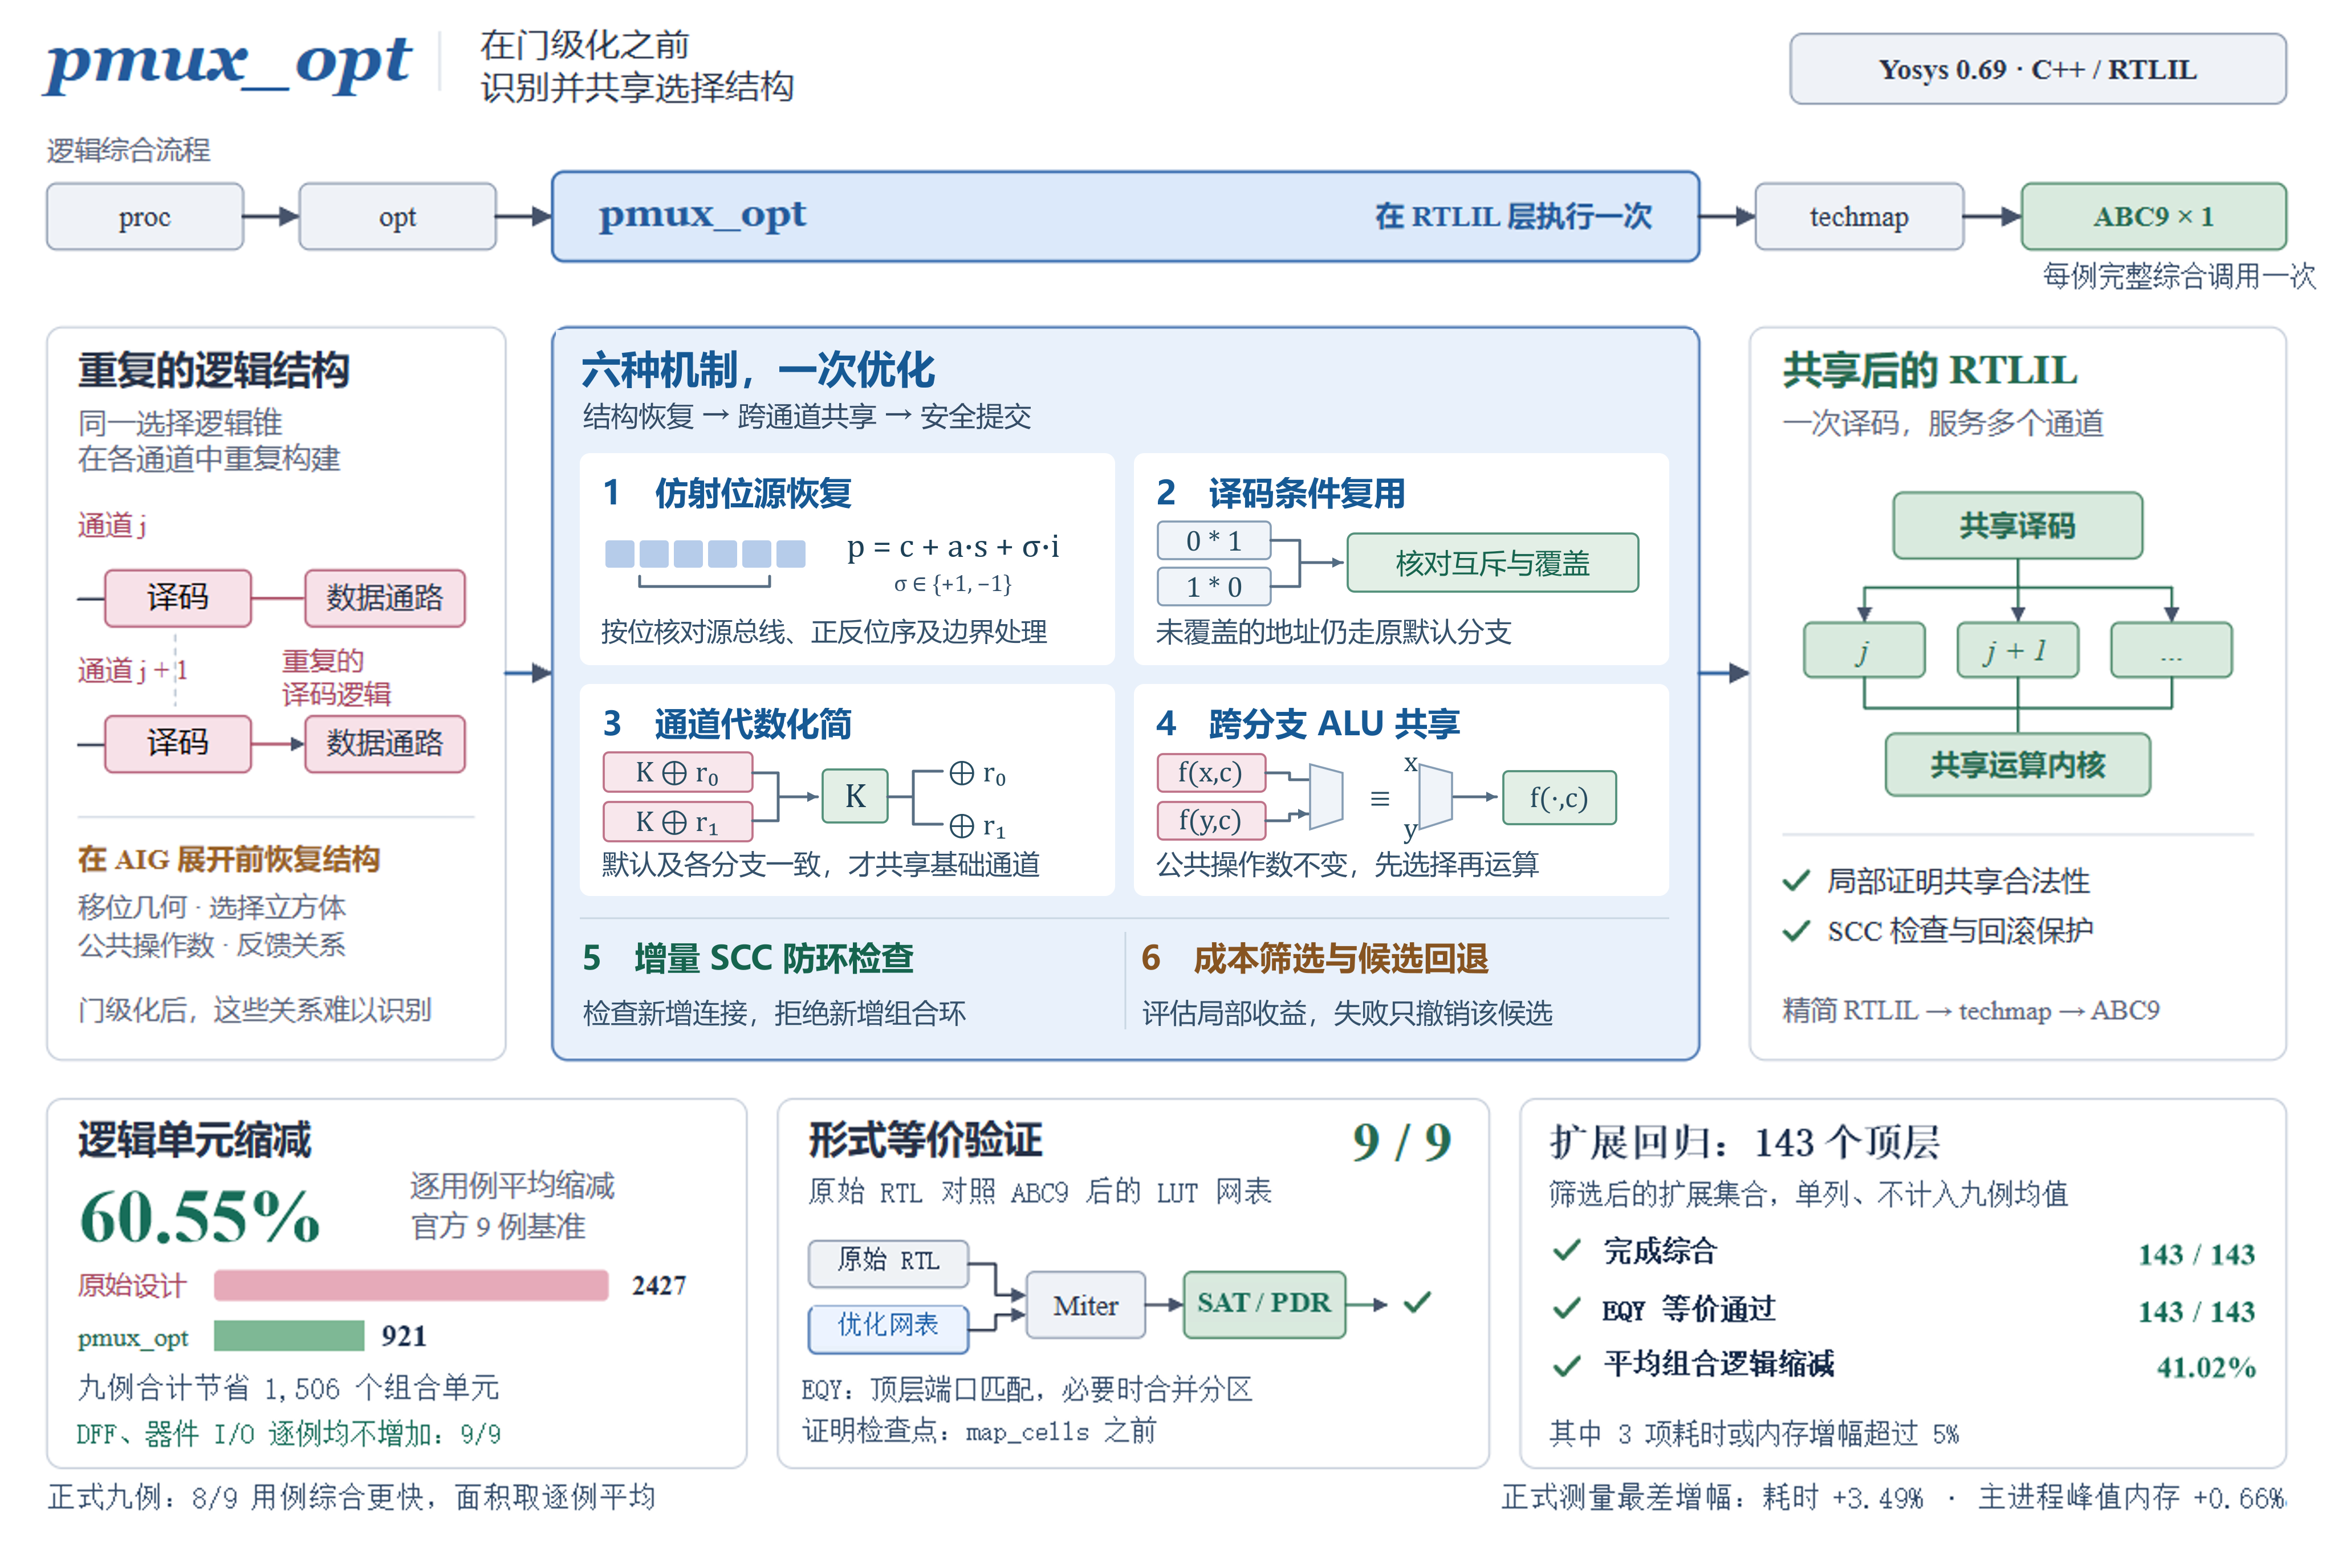 pmux_opt
在门级化之前
识别并共享选择结构
Yosys 0.69 · C++ / RTLIL
逻辑综合流程
proc
opt
pmux_opt
在 RTLIL 层执行一次
techmap
ABC9 × 1
每例完整综合调用一次
重复的逻辑结构
同一选择逻辑锥
在各通道中重复构建
通道 j
译码
数据通路
通道 j + 1
重复的
译码逻辑
译码
数据通路
在 AIG 展开前恢复结构
移位几何 · 选择立方体
公共操作数 · 反馈关系
门级化后，这些关系难以识别
六种机制，一次优化
结构恢复 → 跨通道共享 → 安全提交
1 仿射位源恢复
p = c + a·s + σ·i
σ ∈ {+1, −1}
按位核对源总线、正反位序及边界处理
2 译码条件复用
0 * 1
1 * 0
核对互斥与覆盖
未覆盖的地址仍走原默认分支
3 通道代数化简
K ⊕ r₀
K ⊕ r₁
K
⊕ r₀
⊕ r₁
默认及各分支一致，才共享基础通道
4 跨分支 ALU 共享
f(x,c)
f(y,c)
≡
x
y
f(·,c)
公共操作数不变，先选择再运算
5 增量 SCC 防环检查
检查新增连接，拒绝新增组合环
6 成本筛选与候选回退
评估局部收益，失败只撤销该候选
共享后的 RTLIL
一次译码，服务多个通道
共享译码
j
j + 1
...
共享运算内核
✓ 局部证明共享合法性
✓ SCC 检查与回滚保护
精简 RTLIL → techmap → ABC9
逻辑单元缩减
60.55%
逐用例平均缩减
官方 9 例基准
原始设计
2427
pmux_opt
921
九例合计节省 1,506 个组合单元
DFF、器件 I/O 逐例均不增加：9/9
形式等价验证
9 / 9
原始 RTL 对照 ABC9 后的 LUT 网表
原始 RTL
优化网表
Miter
SAT / PDR
✓
EQY：顶层端口匹配，必要时合并分区
证明检查点：map_cells 之前
扩展回归：143 个顶层
筛选后的扩展集合，单列、不计入九例均值
✓ 完成综合 143 / 143
✓ EQY 等价通过 143 / 143
✓ 平均组合逻辑缩减 41.02%
其中 3 项耗时或内存增幅超过 5%
正式九例：8/9 用例综合更快，面积取逐例平均
正式测量最差增幅：耗时 +3.49% · 主进程峰值内存 +0.66%